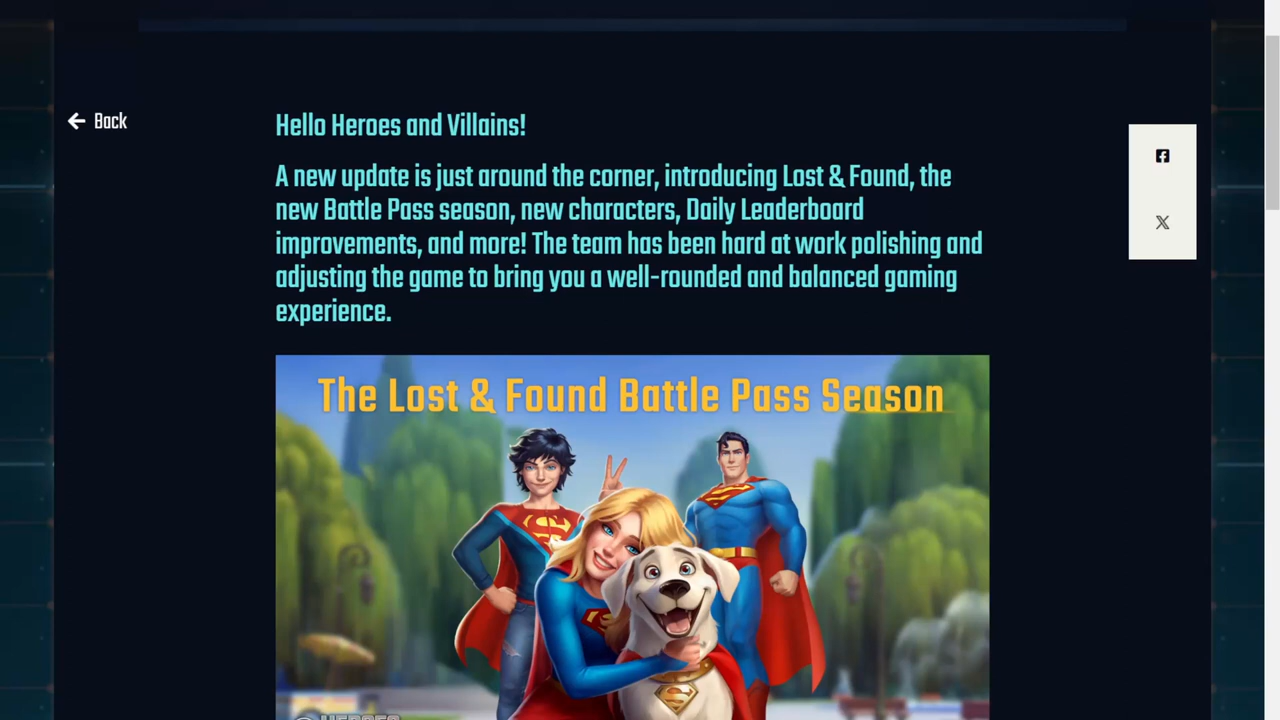 Back
Hello Heroes and Villains!
A new update is just around the corner, introducing Lost & Found, the
new Battle Pass season, new characters, Daily Leaderboard
improvements, and more! The team has been hard at work polishing and
adjusting the game to bring you a well-rounded and balanced gaming
experience.
The Lost & Found Battle Pass Season